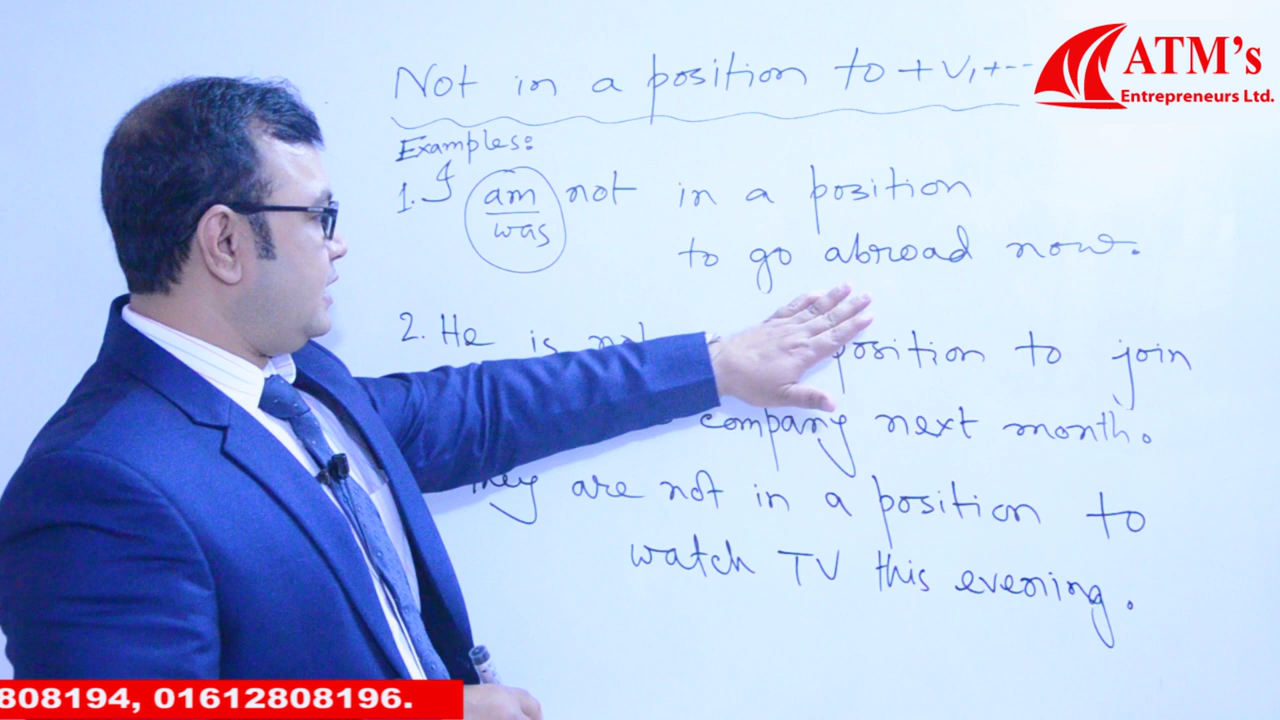 Not in a position to + V1 + ---
ATM's
Entrepreneurs Ltd.
Examples:
1. I am not in a position
was
to go abroad now.
2. He is not position to join
company next month.
They are not in a position to
watch TV this evening.
808194, 01612808196.